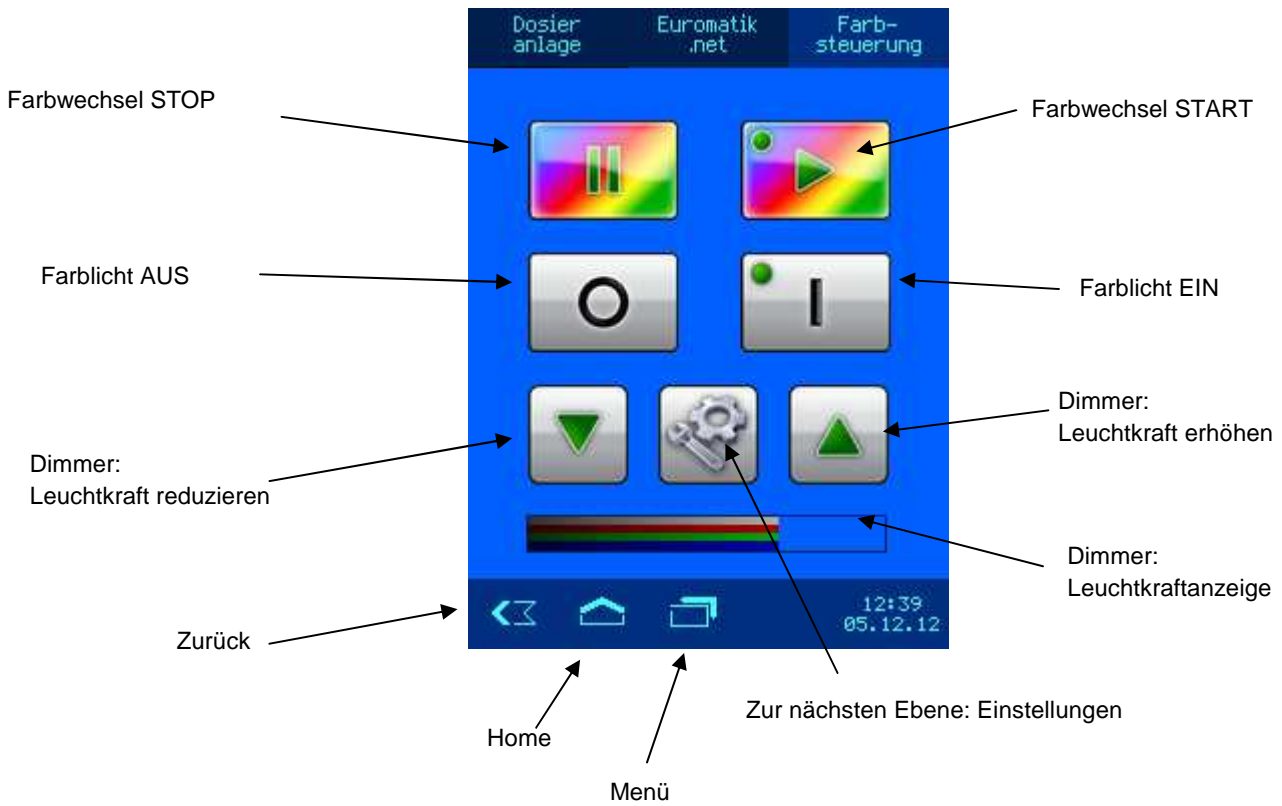 Dosier
anlage
Euromatik
.net
Farb-
steuerung
Farbwechsel STOP
Farbwechsel START
Farblicht AUS
Farblicht EIN
Dimmer:
Leuchtkraft erhöhen
Dimmer:
Leuchtkraft reduzieren
Dimmer:
Leuchtkraftanzeige
12:39
05.12.12
Zurück
Zur nächsten Ebene: Einstellungen
Home
Menü